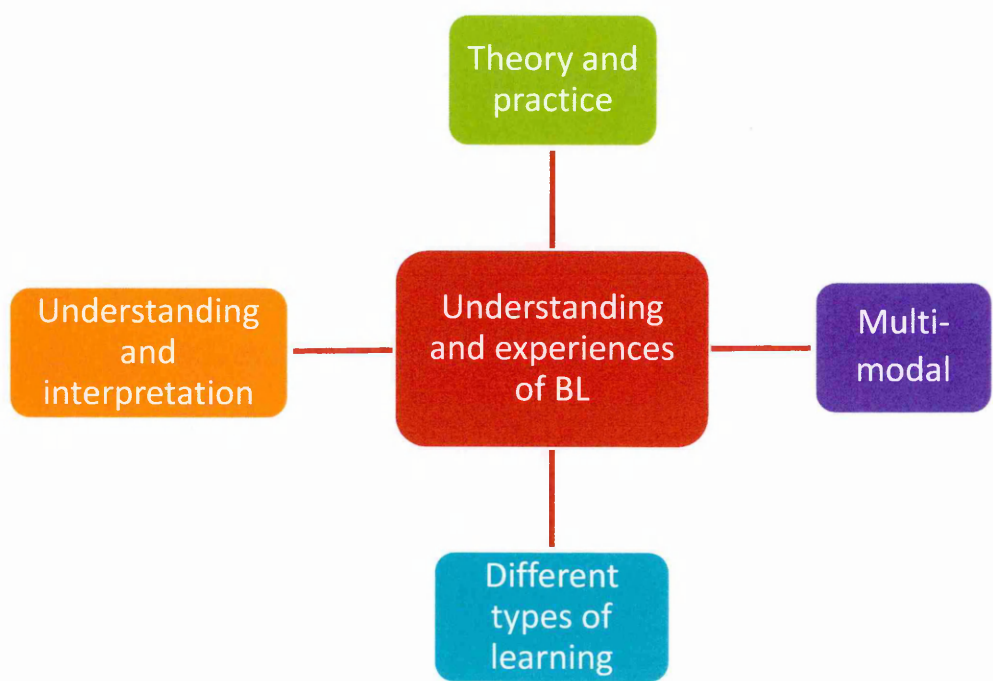 Theory and
practice
Understanding
and
interpretation
Understanding
and experiences
of BL
Multi-
modal
Different
types of
learning